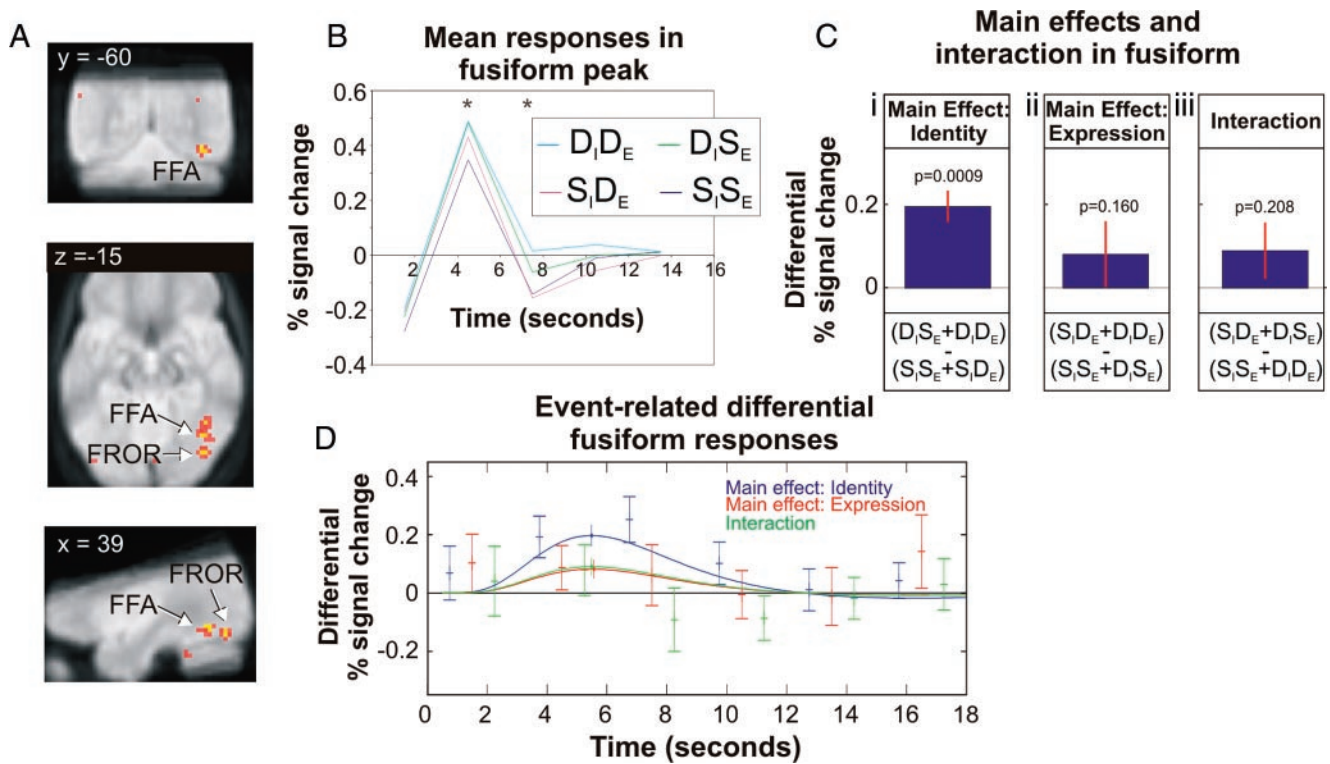 A
y = -60
FFA
z =-15
FFA
FROR
x = 39
FROR
FFA
B
Mean responses in
fusiform peak
% signal change
0.6
0.4
0.2
0
-0.2
-0.4
* *
DIDE DISE
SIDE SISE
2 4 6 8 10 12 14 16
Time (seconds)
C
Main effects and
interaction in fusiform
Differential
% signal change
0.2
0
i
Main Effect:
Identity
p=0.0009
(DISE+DIDE)
-
(SISE+SIDE)
ii
Main Effect:
Expression
p=0.160
(SIDE+DIDE)
-
(SISE+DISE)
iii
Interaction
p=0.208
(SIDE+DISE)
-
(SISE+DIDE)
D
Event-related differential
fusiform responses
Differential
% signal change
0.4
0.2
0
-0.2
Main effect: Identity
Main effect: Expression
Interaction
0 2 4 6 8 10 12 14 16 18
Time (seconds)